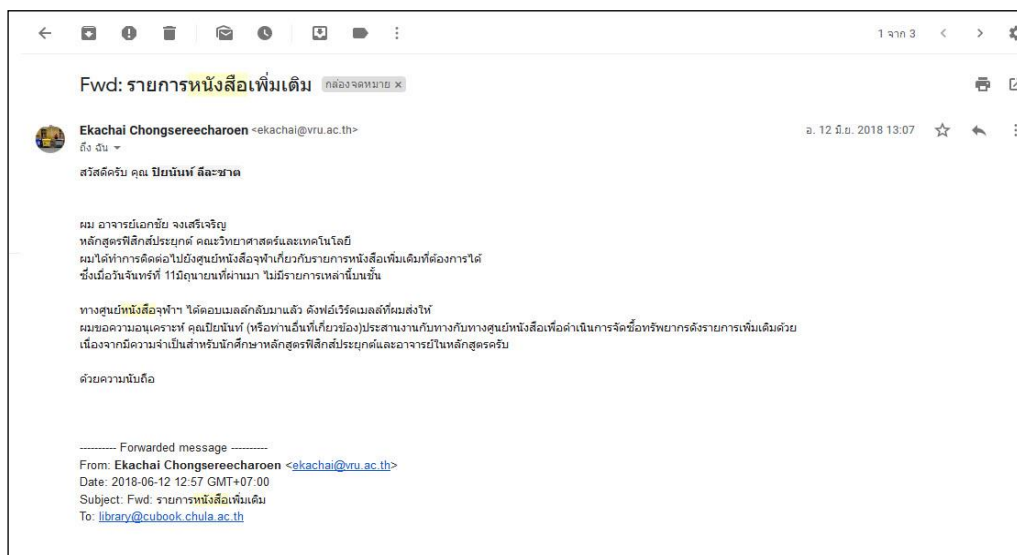 1 จาก 3
Fwd: รายการหนังสือเพิ่มเติม กล่องจดหมาย x
Ekachai Chongsereecharoen <ekachai@vru.ac.th> อ. 12 มิ.ย. 2018 13:07
ถึง ฉัน
สวัสดีครับ คุณ ปิยนันท์ ลีละชาต
ผม อาจารย์เอกชัย จงเสรีเจริญ
หลักสูตรฟิสิกส์ประยุกต์ คณะวิทยาศาสตร์และเทคโนโลยี
ผมได้ทำการติดต่อไปยังศูนย์หนังสือจุฬาเกี่ยวกับรายการหนังสือเพิ่มเติมที่ต้องการได้
ซึ่งเมื่อวันจันทร์ที่ 11มิถุนายนที่ผ่านมา ไม่มีรายการเหล่านี้บนชั้น
ทางศูนย์หนังสือจุฬาฯ ได้ตอบเมลล์กลับมาแล้ว ดังฟอ์เวิร์ดเมลล์ที่ผมส่งให้
ผมขอความอนุเคราะห์ คุณปิยนันท์ (หรือท่านอื่นที่เกี่ยวข้อง)ประสานงานกับทางกับทางศูนย์หนังสือเพื่อดำเนินการจัดซื้อทรัพยากรดังรายการเพิ่มเติมด้วย
เนื่องจากมีความจำเป็นสำหรับนักศึกษาหลักสูตรฟิสิกส์ประยุกต์และอาจารย์ในหลักสูตรครับ
ด้วยความนับถือ
---------- Forwarded message ----------
From: Ekachai Chongsereecharoen <ekachai@vru.ac.th>
Date: 2018-06-12 12:57 GMT+07:00
Subject: Fwd: รายการหนังสือเพิ่มเติม
To: library@cubook.chula.ac.th